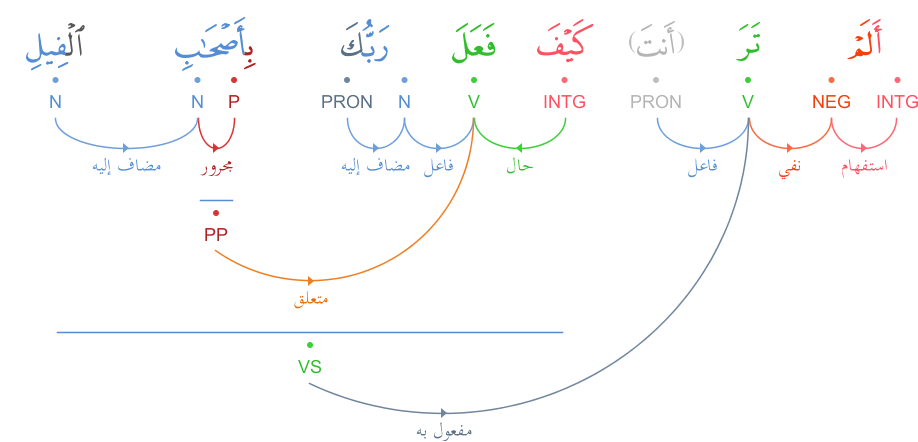 أَلَمْ تَرَ (أَنتَ) كَيْفَ فَعَلَ رَبُّكَ بِأَصْحَٰبِ ٱلْفِيلِ
INTG NEG V PRON INTG V N PRON P N N
استفهام نفي فاعل حال فاعل مضاف إليه مجرور مضاف إليه
PP
متعلق
VS
مفعول به